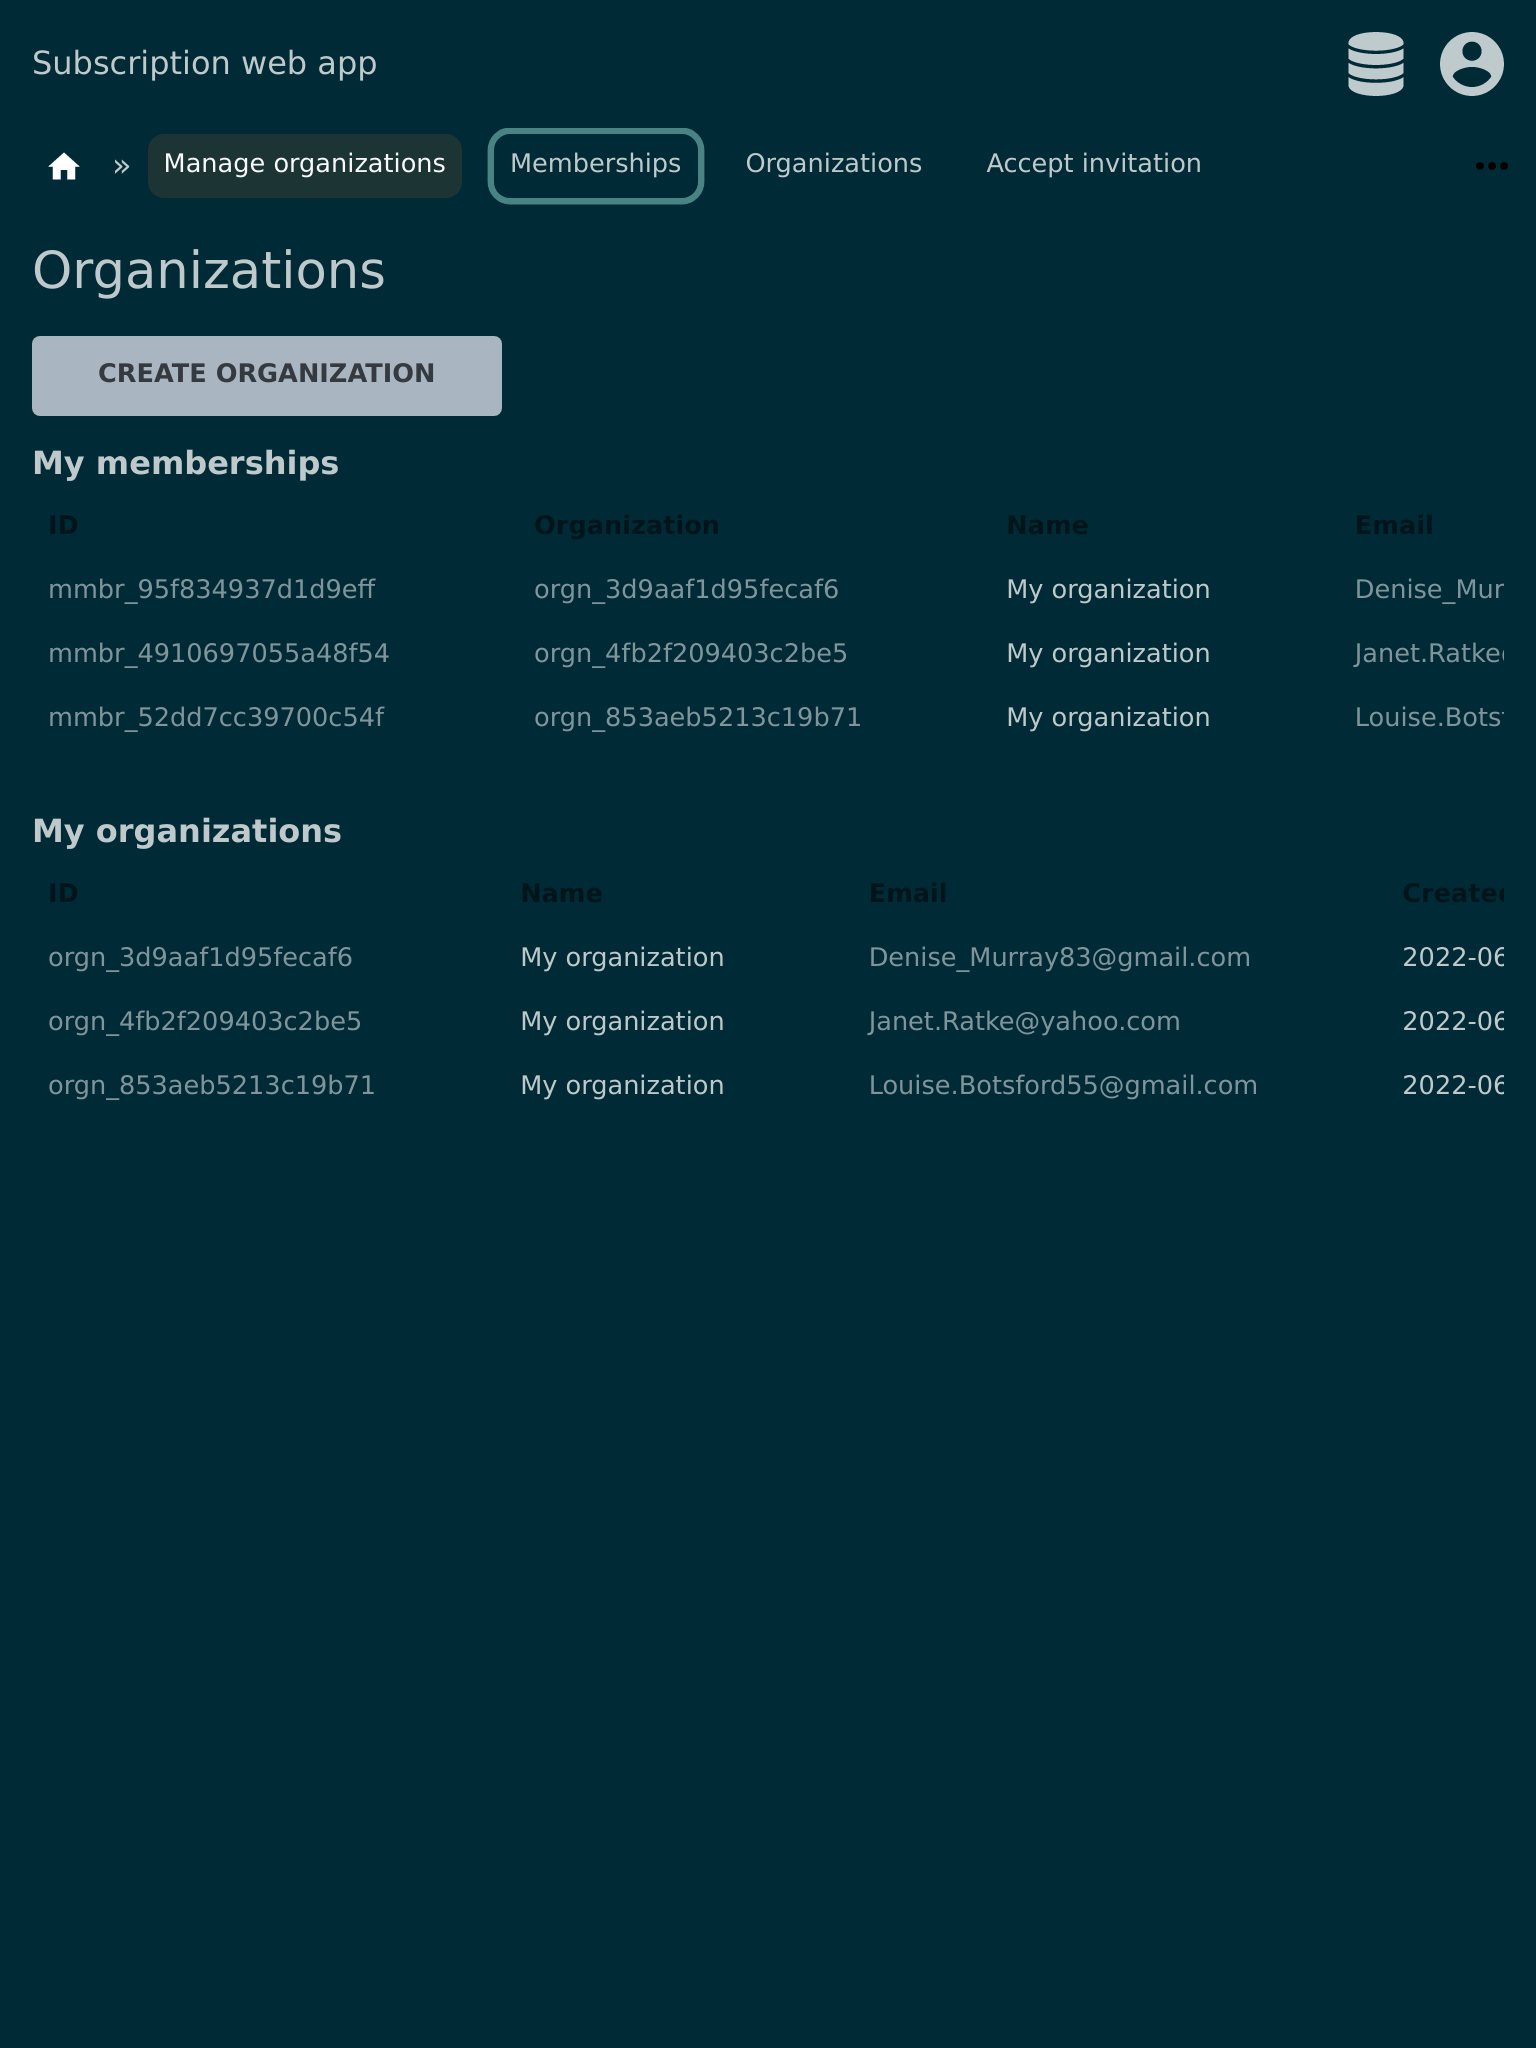 Subscription web app
» Manage organizations Memberships Organizations Accept invitation
Organizations
CREATE ORGANIZATION
My memberships
ID Organization Name Email
mmbr_95f834937d1d9eff orgn_3d9aaf1d95fecaf6 My organization Denise_Mur
mmbr_4910697055a48f54 orgn_4fb2f209403c2be5 My organization Janet.Ratke
mmbr_52dd7cc39700c54f orgn_853aeb5213c19b71 My organization Louise.Bots
My organizations
ID Name Email Create
orgn_3d9aaf1d95fecaf6 My organization Denise_Murray83@gmail.com 2022-06
orgn_4fb2f209403c2be5 My organization Janet.Ratke@yahoo.com 2022-06
orgn_853aeb5213c19b71 My organization Louise.Botsford55@gmail.com 2022-06